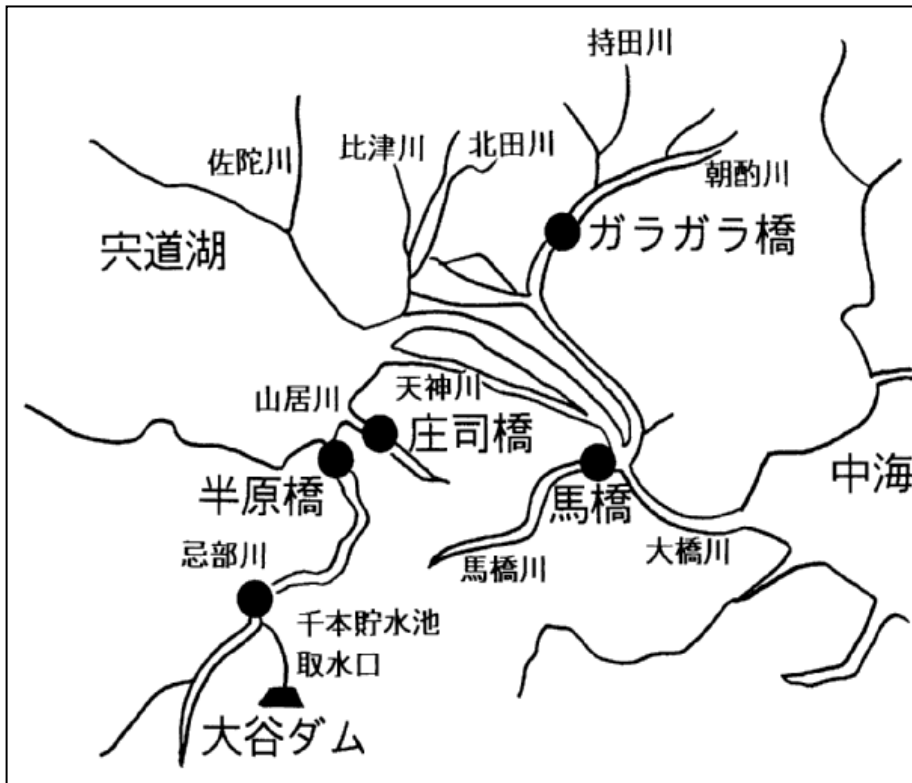 持田川
佐陀川
比津川
北田川
朝酌川
宍道湖
ガラガラ橋
山居川
天神川
庄司橋
半原橋
馬橋
中海
忌部川
馬橋川
大橋川
千本貯水池
取水口
大谷ダム